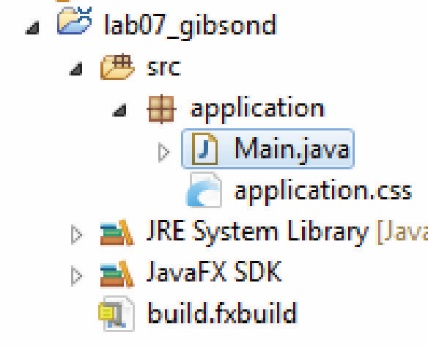 lab07_gibsond
src
application
Main.java
application.css
JRE System Library [Java
JavaFX SDK
build.fxbuild